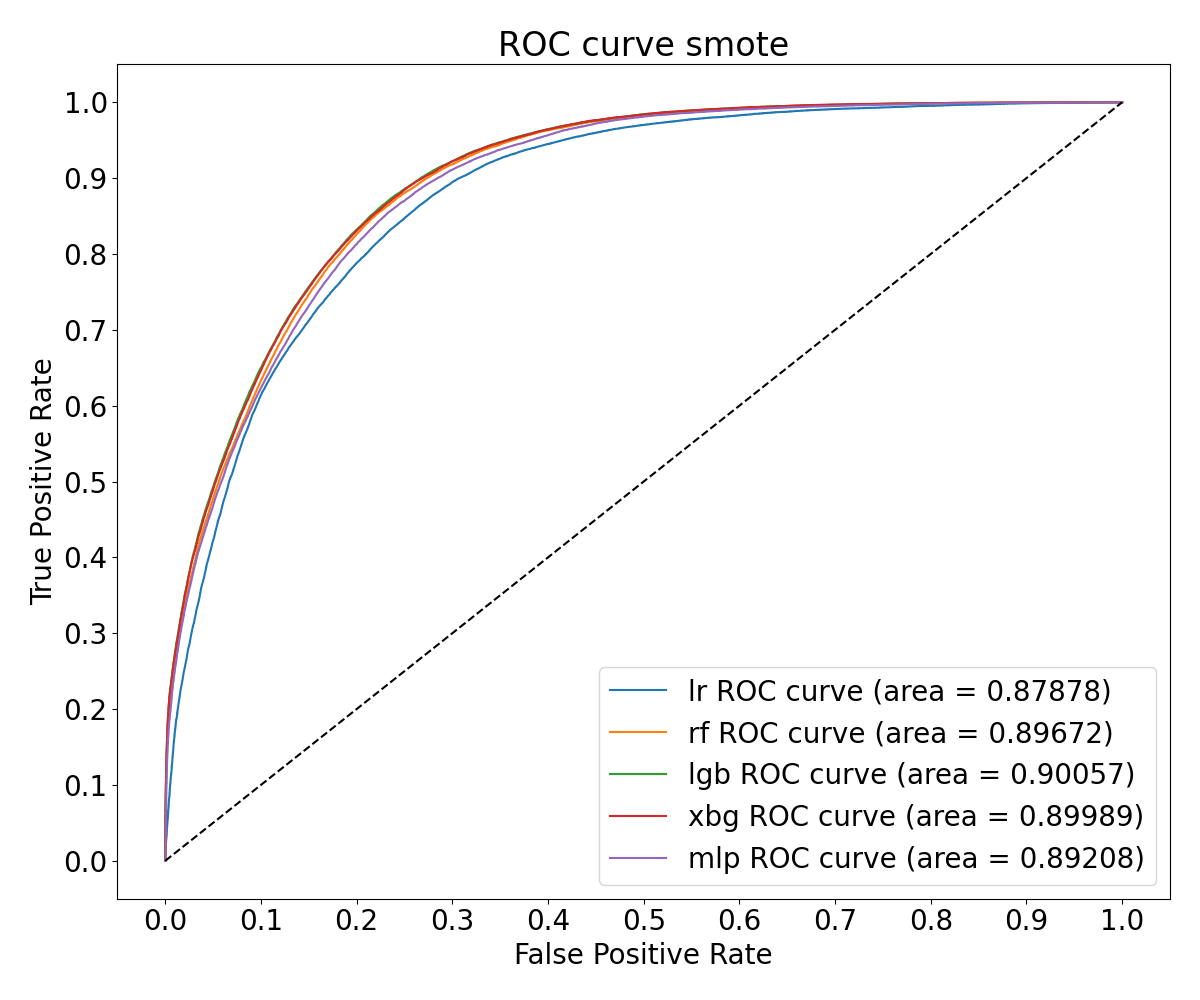 ROC curve smote
True Positive Rate
1.0
0.9
0.8
0.7
0.6
0.5
0.4
0.3
0.2
0.1
0.0
lr ROC curve (area = 0.87878)
rf ROC curve (area = 0.89672)
lgb ROC curve (area = 0.90057)
xbg ROC curve (area = 0.89989)
mlp ROC curve (area = 0.89208)
0.0 0.1 0.2 0.3 0.4 0.5 0.6 0.7 0.8 0.9 1.0
False Positive Rate